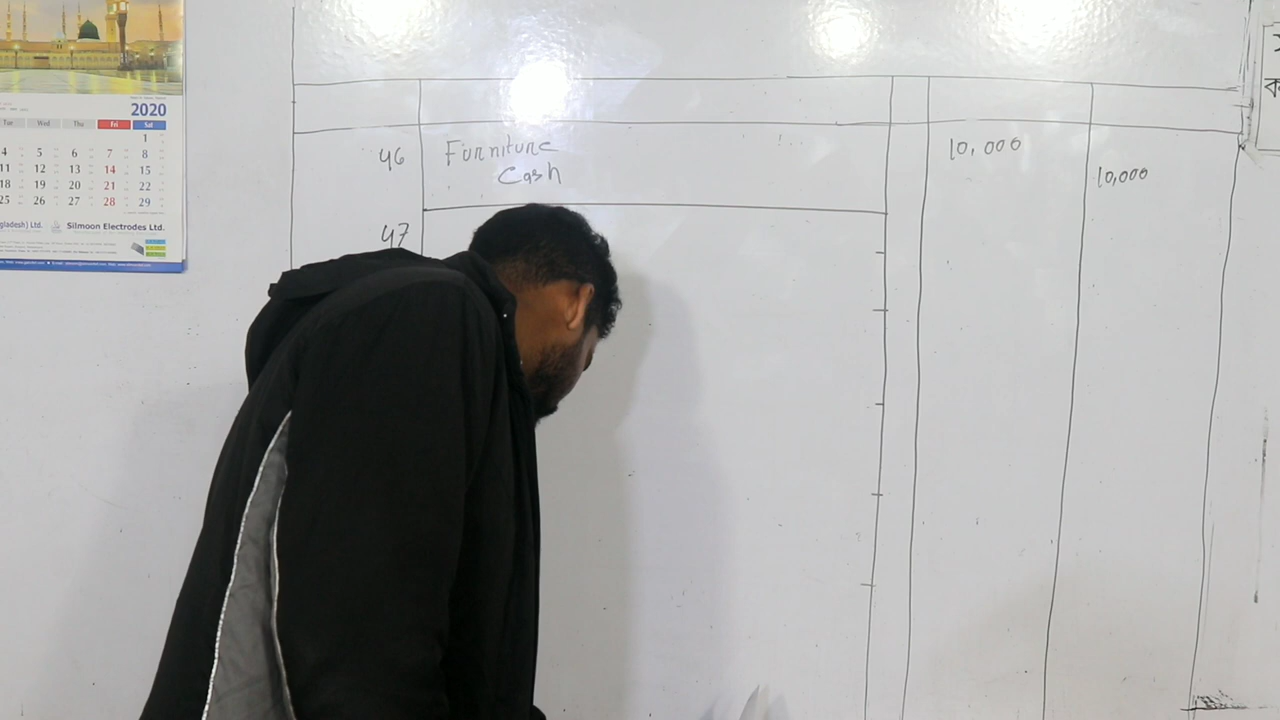 2020
Tue Wed Thu Fri Sat
1
4 5 6 7 8
11 12 13 14 15
18 19 20 21 22
25 26 27 28 29
gladesh) Ltd. Silmoon Electrodes Ltd.
46 Furniture 10,000
Cash 10,000
47